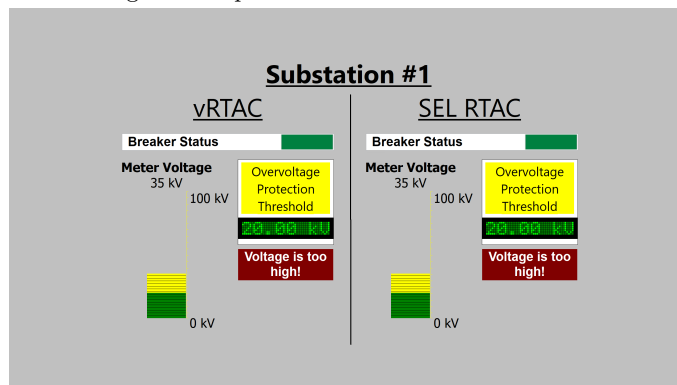 Substation #1
vRTAC
Breaker Status
Meter Voltage
35 kV
100 kV
0 kV
Overvoltage
Protection
Threshold
20.00 kV
Voltage is too
high!
SEL RTAC
Breaker Status
Meter Voltage
35 kV
100 kV
0 kV
Overvoltage
Protection
Threshold
20.00 kV
Voltage is too
high!